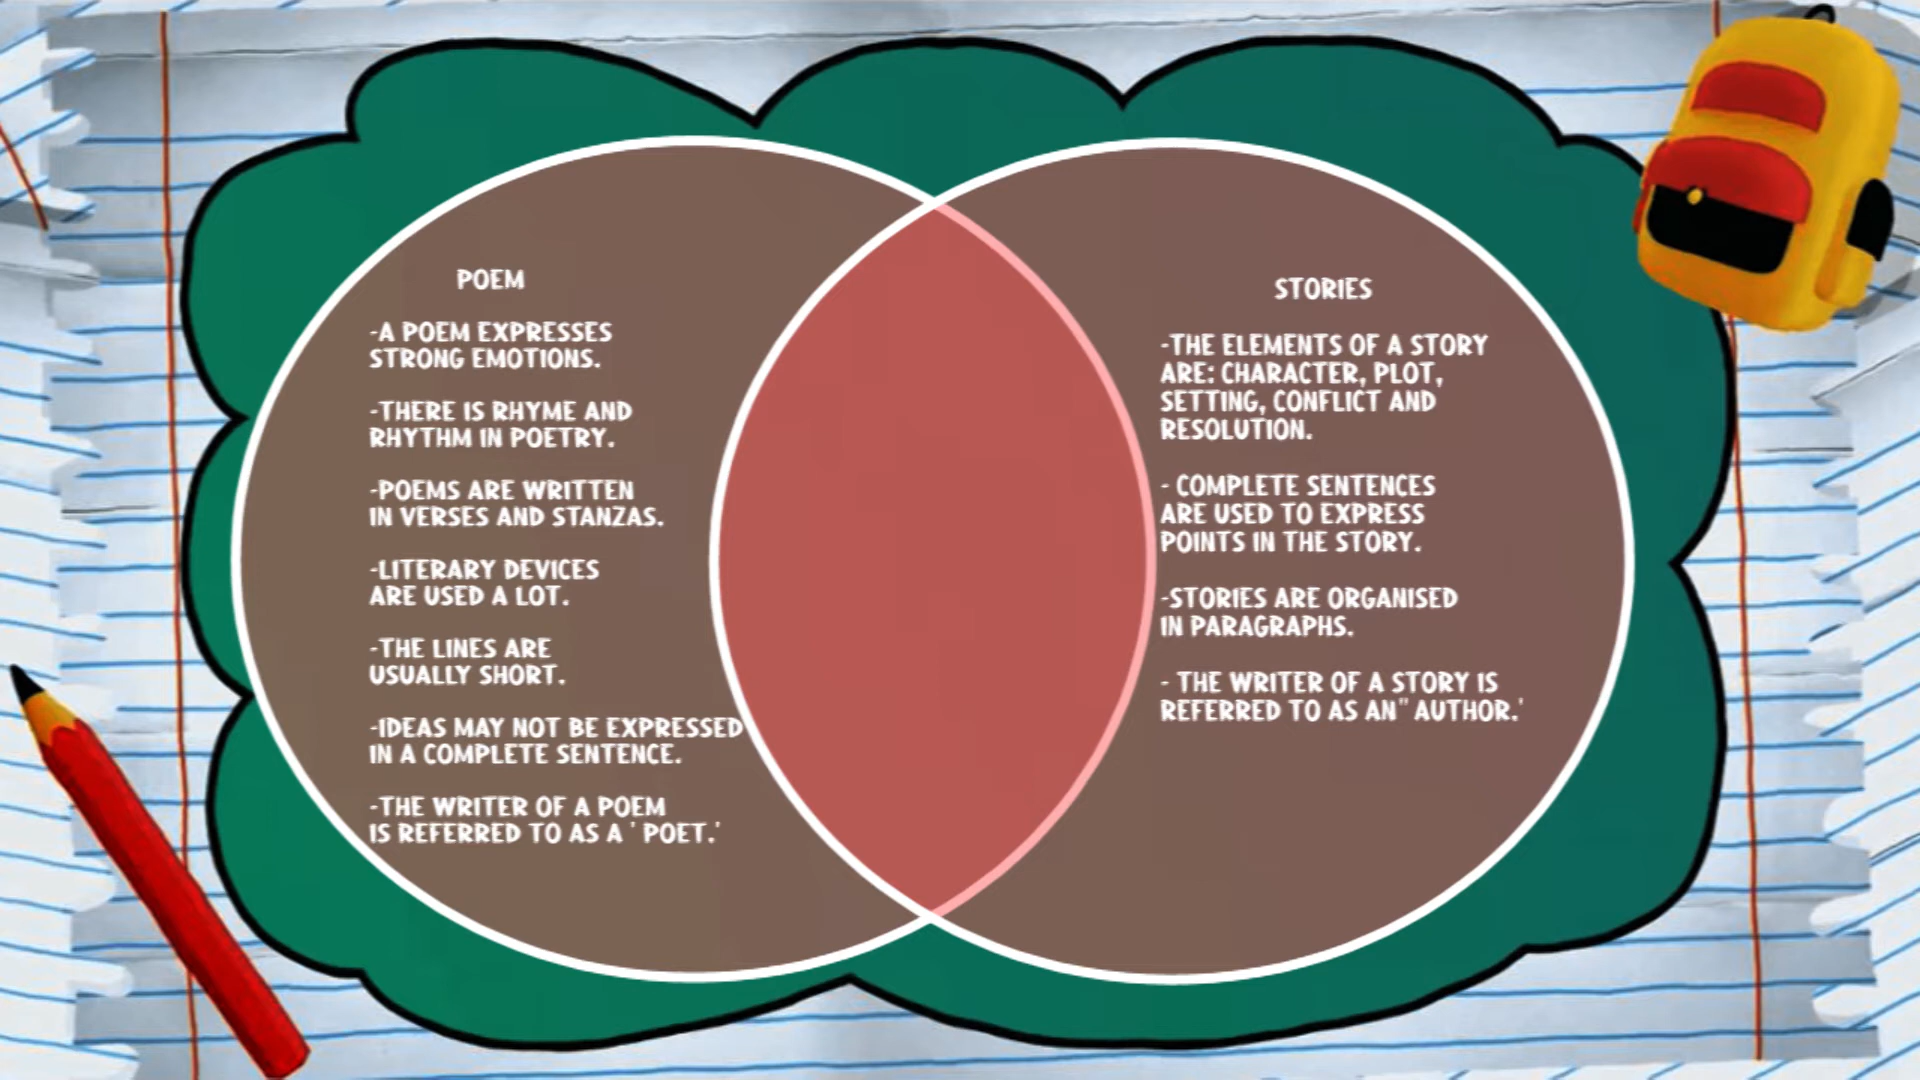 POEM
-A POEM EXPRESSES
STRONG EMOTIONS.
-THERE IS RHYME AND
RHYTHM IN POETRY.
-POEMS ARE WRITTEN
IN VERSES AND STANZAS.
-LITERARY DEVICES
ARE USED A LOT.
-THE LINES ARE
USUALLY SHORT.
-IDEAS MAY NOT BE EXPRESSED
IN A COMPLETE SENTENCE.
-THE WRITER OF A POEM
IS REFERRED TO AS A ' POET.'
STORIES
-THE ELEMENTS OF A STORY
ARE: CHARACTER, PLOT,
SETTING, CONFLICT AND
RESOLUTION.
- COMPLETE SENTENCES
ARE USED TO EXPRESS
POINTS IN THE STORY.
-STORIES ARE ORGANISED
IN PARAGRAPHS.
- THE WRITER OF A STORY IS
REFERRED TO AS AN" AUTHOR.'